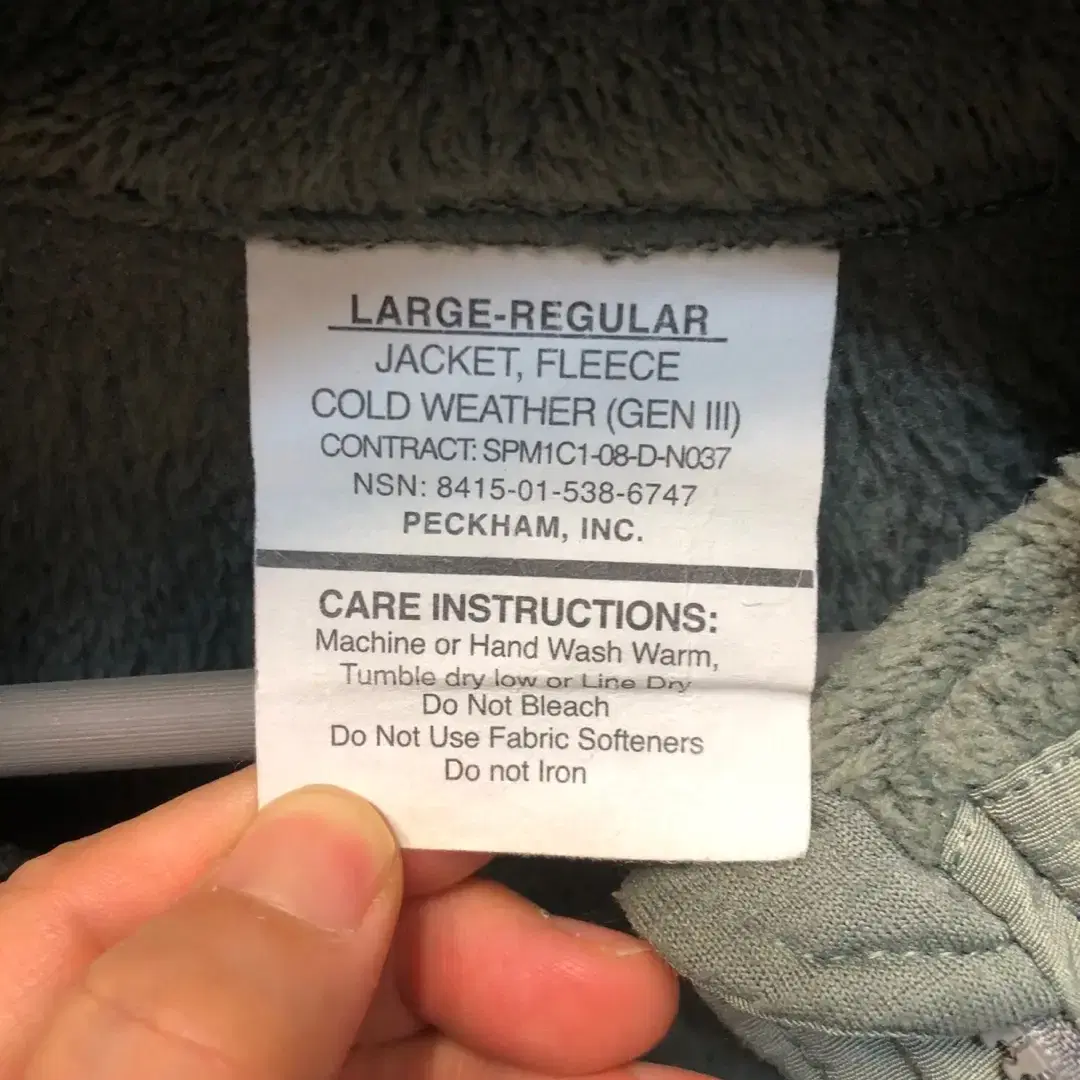 LARGE-REGULAR
JACKET, FLEECE
COLD WEATHER (GEN III)
CONTRACT: SPM1C1-08-D-N037
NSN: 8415-01-538-6747
PECKHAM, INC.
CARE INSTRUCTIONS:
Machine or Hand Wash Warm,
Tumble dry low or Line Dry
Do Not Bleach
Do Not Use Fabric Softeners
Do not Iron